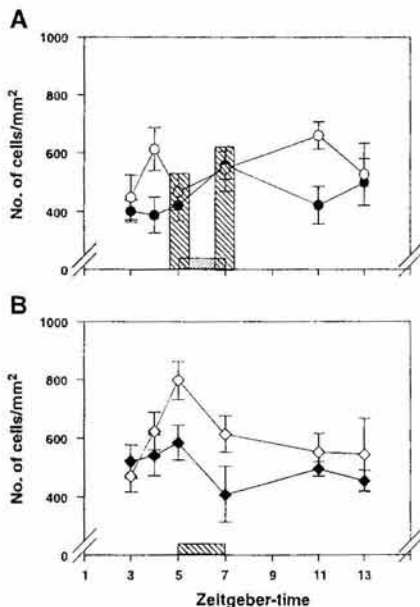 A
1000
800
600
400
0
No. of cells/mm²
B
1000
800
600
400
0
No. of cells/mm²
1 3 5 7 9 11 13
Zeitgeber-time